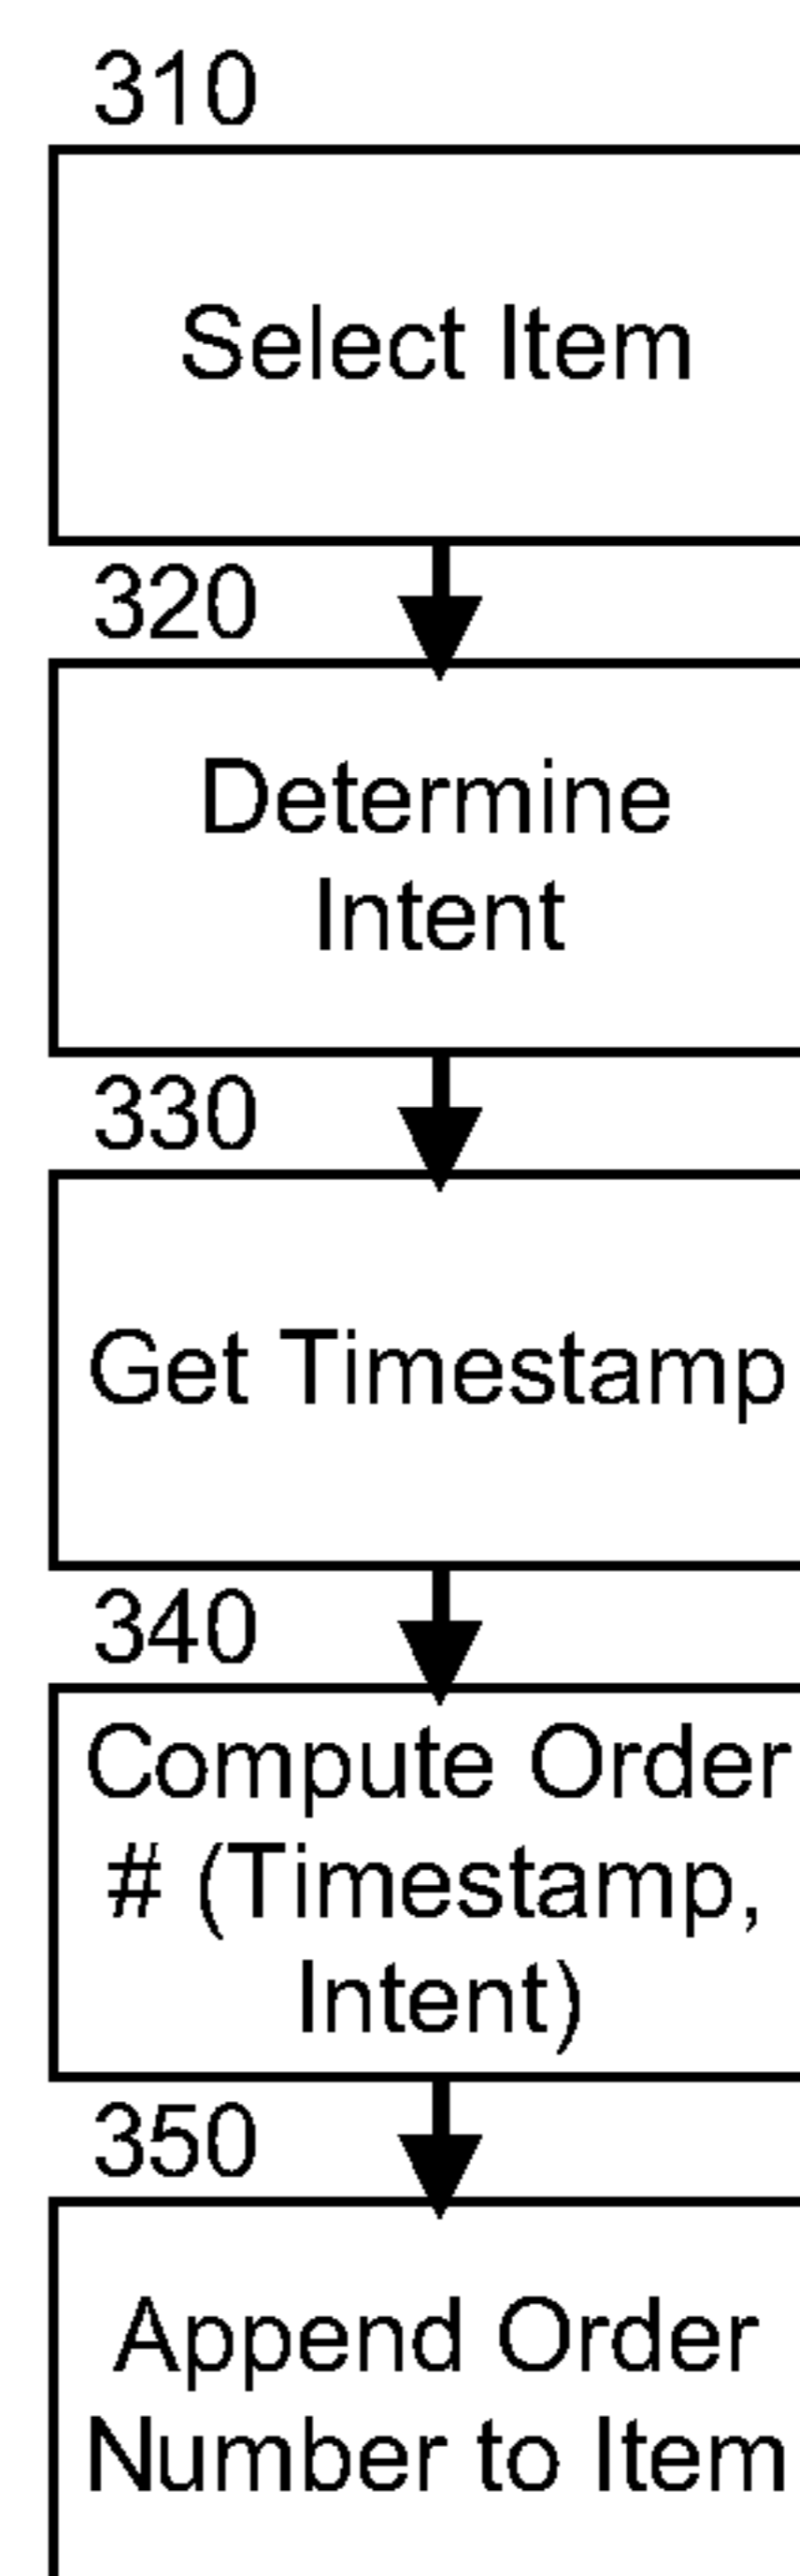 310
Select Item
320
Determine
Intent
330
Get Timestamp
340
Compute Order
# (Timestamp,
Intent)
350
Append Order
Number to Item